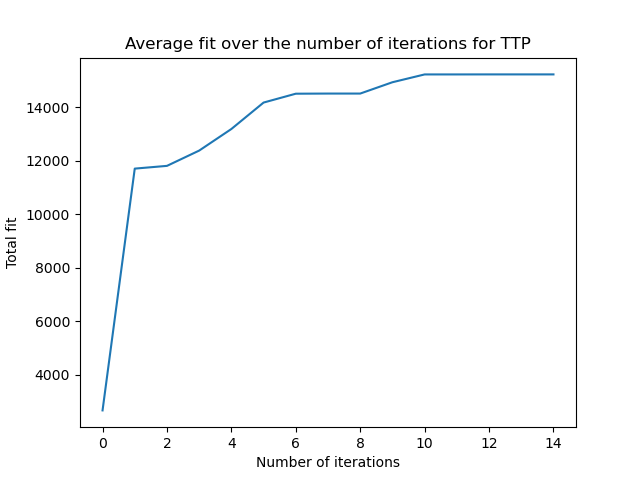 Average fit over the number of iterations for TTP
Total fit
14000
12000
10000
8000
6000
4000
0 2 4 6 8 10 12 14
Number of iterations